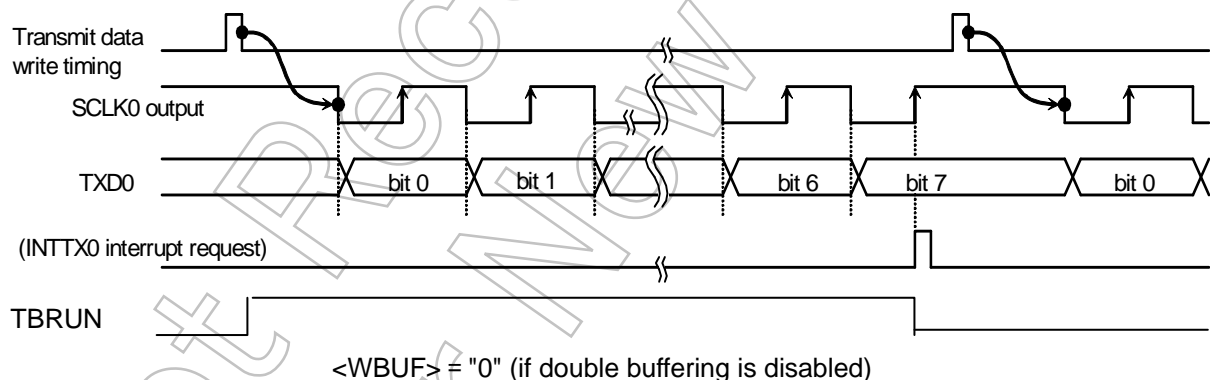 Transmit data
write timing
SCLK0 output
TXD0
bit 0
bit 1
bit 6
bit 7
bit 0
(INTTX0 interrupt request)
TBRUN
<WBUF> = "0" (if double buffering is disabled)